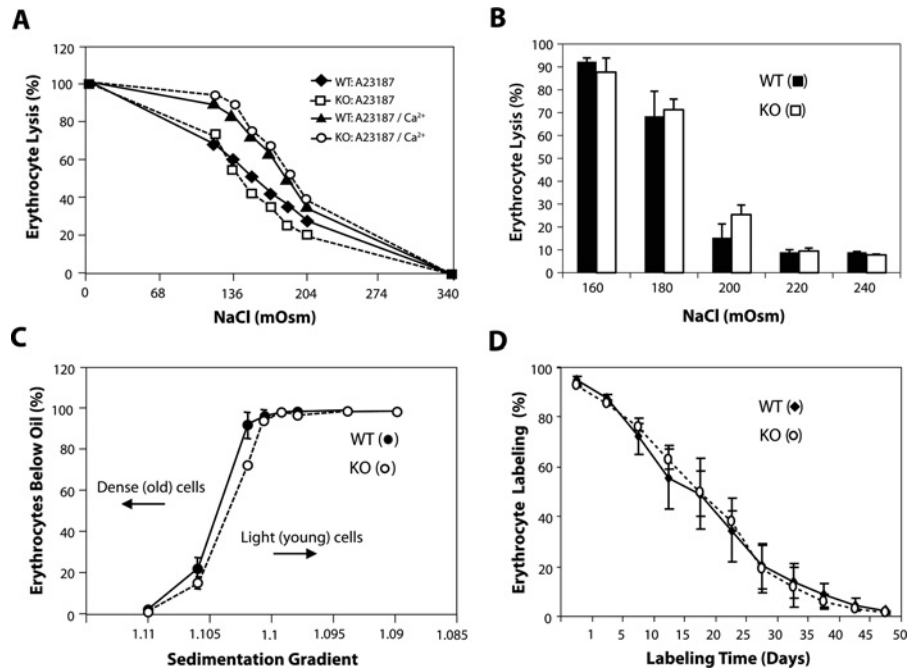 A
Erythrocyte Lysis (%)
120
100
80
60
40
20
0
WT: A23187
KO: A23187
WT: A23187 / Ca²⁺
KO: A23187 / Ca²⁺
0 68 136 204 274 340
NaCl (mOsm)
B
Erythrocyte Lysis (%)
100
90
80
70
60
50
40
30
20
10
0
WT ( )
KO ( )
160 180 200 220 240
NaCl (mOsm)
C
Erythrocytes Below Oil (%)
120
100
80
60
40
20
0
WT ( )
KO ( )
Dense (old) cells
Light (young) cells
1.11 1.105 1.1 1.095 1.09 1.085
Sedimentation Gradient
D
Erythrocyte Labeling (%)
100
80
60
40
20
0
WT ( )
KO ( )
1 5 10 15 20 25 30 35 40 45 50
Labeling Time (Days)